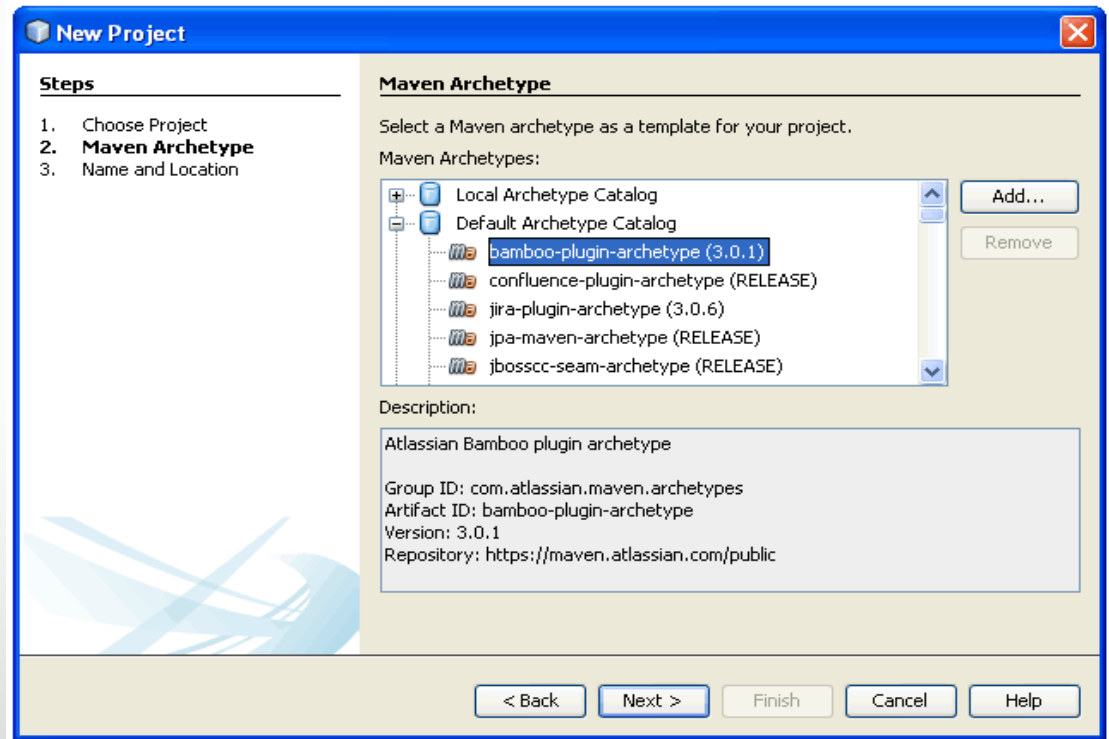 New Project
Steps
1. Choose Project
2. Maven Archetype
3. Name and Location
Maven Archetype
Select a Maven archetype as a template for your project.
Maven Archetypes:
Local Archetype Catalog
Default Archetype Catalog
bamboo-plugin-archetype (3.0.1)
confluence-plugin-archetype (RELEASE)
jira-plugin-archetype (3.0.6)
jpa-maven-archetype (RELEASE)
jbosscc-seam-archetype (RELEASE)
Add...
Remove
Description:
Atlassian Bamboo plugin archetype
Group ID: com.atlassian.maven.archetypes
Artifact ID: bamboo-plugin-archetype
Version: 3.0.1
Repository: https://maven.atlassian.com/public
< Back Next > Finish Cancel Help